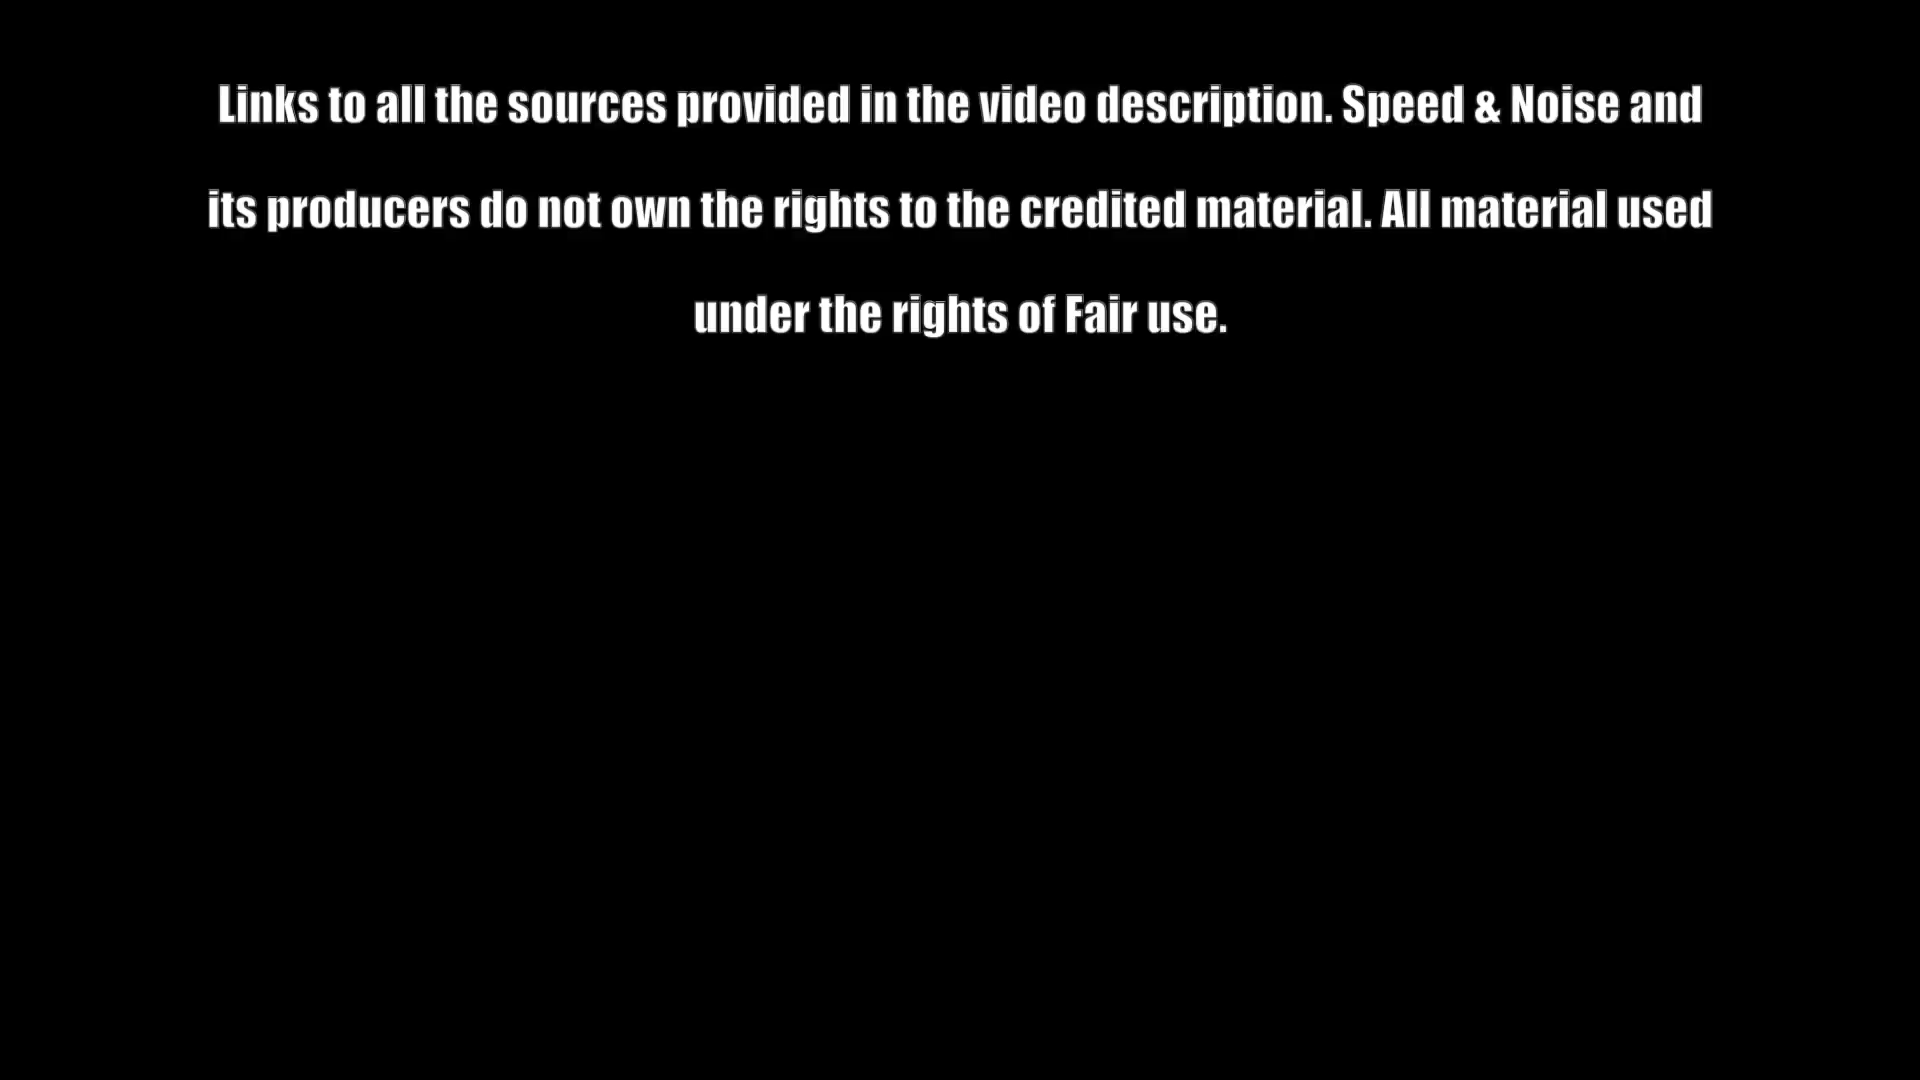 Links to all the sources provided in the video description. Speed & Noise and
its producers do not own the rights to the credited material. All material used
under the rights of Fair use.